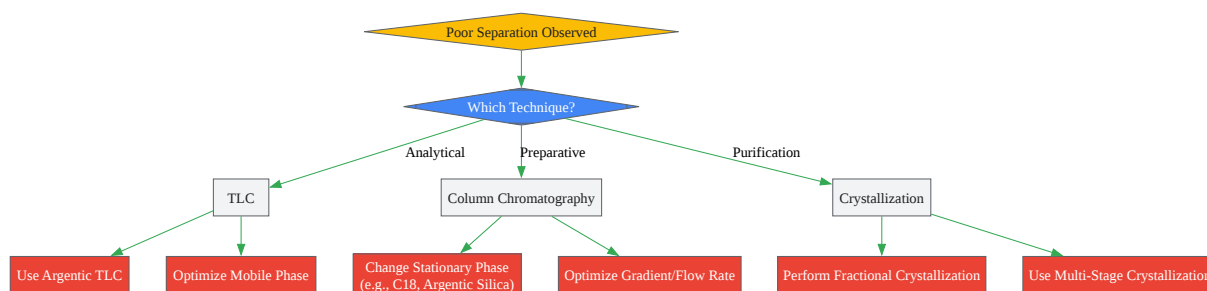 Poor Separation Observed
Which Technique?
Analytical
Preparative
Purification
TLC
Column Chromatography
Crystallization
Use Argentic TLC
Optimize Mobile Phase
Change Stationary Phase
(e.g., C18, Argentic Silica)
Optimize Gradient/Flow Rate
Perform Fractional Crystallization
Use Multi-Stage Crystallization